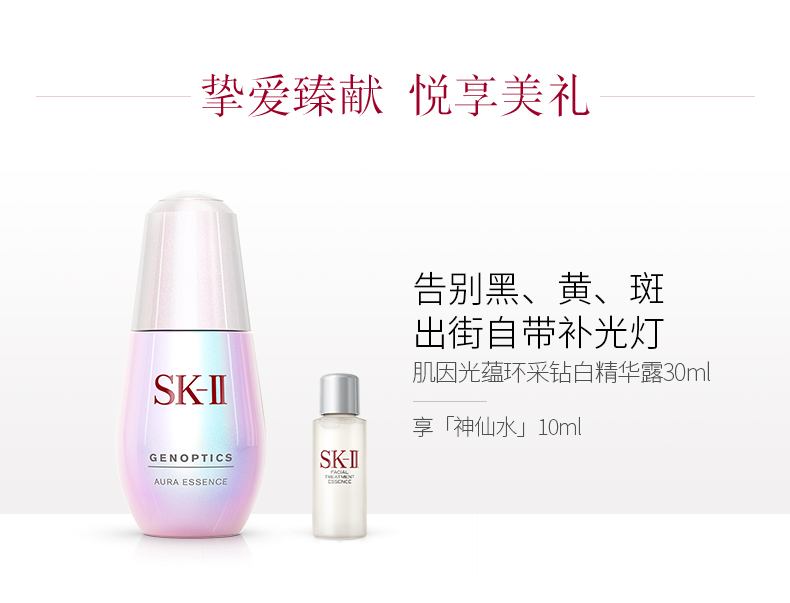 挚爱臻献 悦享美礼
告别黑、黄、斑
出街自带补光灯
肌因光蕴环采钻白精华露30ml
享「神仙水」10ml
SK-II
GENOPTICS
AURA ESSENCE
SK-II
FACIAL
TREATMENT
ESSENCE